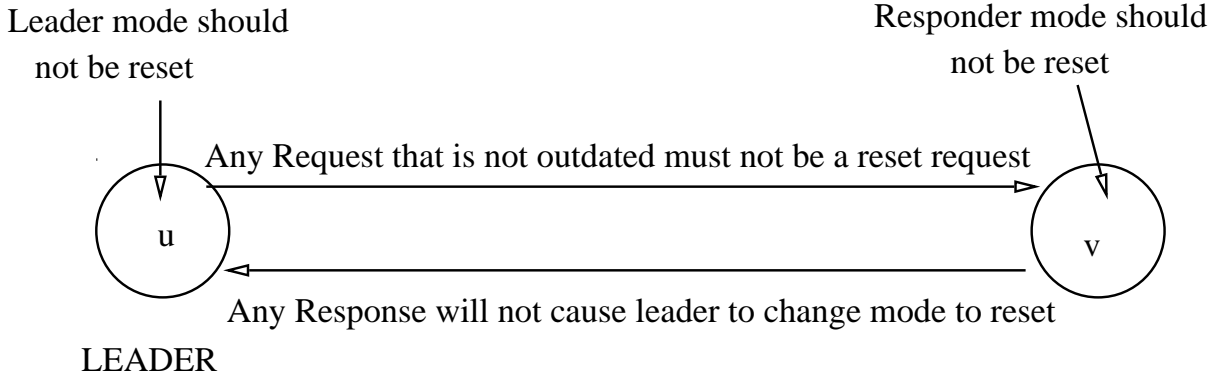 Leader mode should
not be reset
Responder mode should
not be reset
Any Request that is not outdated must not be a reset request
u
v
Any Response will not cause leader to change mode to reset
LEADER